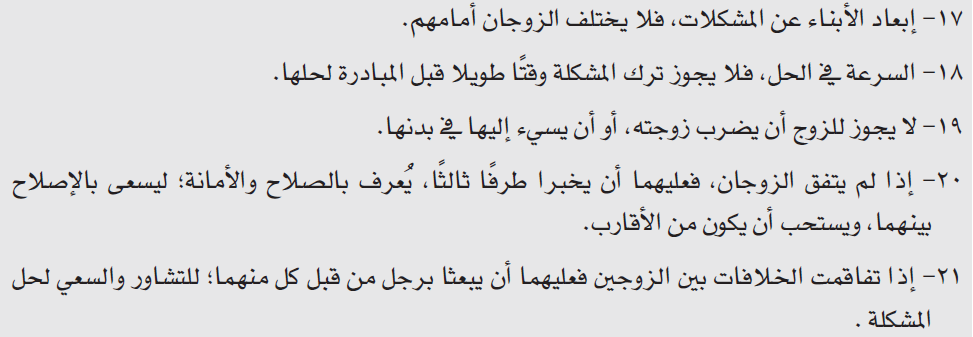 ١٧- إبعاد الأبناء عن المشكلات، فلا يختلف الزوجان أمامهم.
١٨- السرعة في الحل، فلا يجوز ترك المشكلة وقتًا طويلا قبل المبادرة لحلها.
١٩- لا يجوز للزوج أن يضرب زوجته، أو أن يسيء إليها في بدنها.
٢٠- إذا لم يتفق الزوجان، فعليهما أن يخبرا طرفًا ثالثًا، يُعرف بالصلاح والأمانة؛ ليسعى بالإصلاح
بينهما، ويستحب أن يكون من الأقارب.
٢١- إذا تفاقمت الخلافات بين الزوجين فعليهما أن يبعثا برجل من قبل كل منهما؛ للتشاور والسعي لحل
المشكلة .